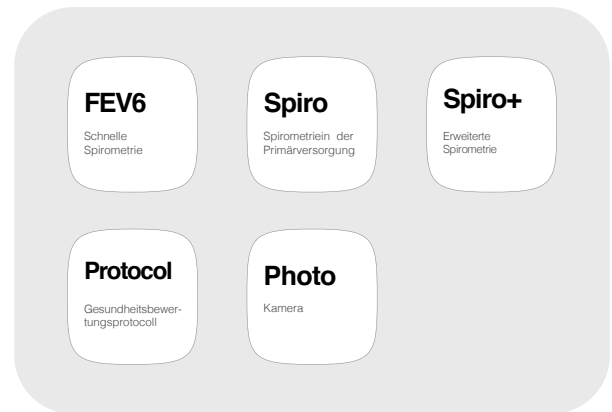 FEV6
Schnelle
Spirometrie
Spiro
Spirometriein der
Primärversorgung
Spiro+
Erweiterte
Spirometrie
Protocol
Gesundheitsbewer-
tungsprotocoll
Photo
Kamera